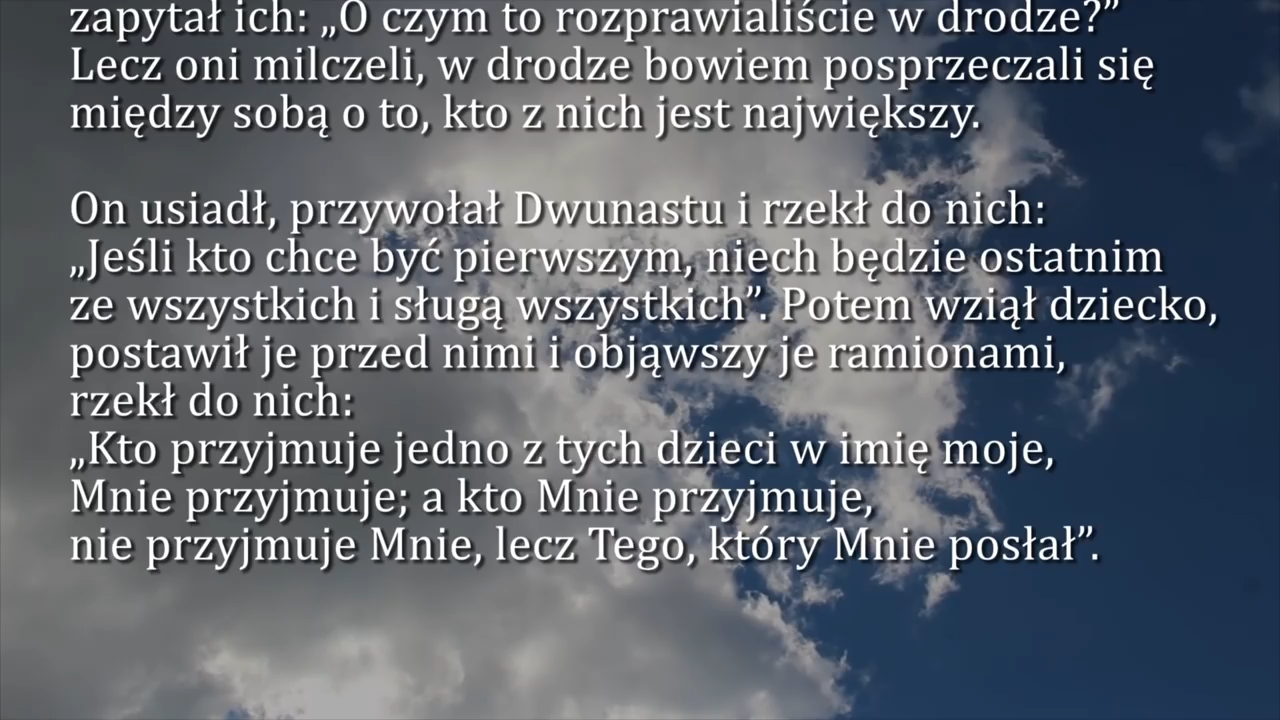 zapytał ich: „O czym to rozprawialiście w drodze?”
Lecz oni milczeli, w drodze bowiem posprzeczali się
między sobą o to, kto z nich jest największy.
On usiadł, przywołał Dwunastu i rzekł do nich:
„Jeśli kto chce być pierwszym, niech będzie ostatnim
ze wszystkich i sługą wszystkich”. Potem wziął dziecko,
postawił je przed nimi i objąwszy je ramionami,
rzekł do nich:
„Kto przyjmuje jedno z tych dzieci w imię moje,
Mnie przyjmuje; a kto Mnie przyjmuje,
nie przyjmuje Mnie, lecz Tego, który Mnie posłał”.